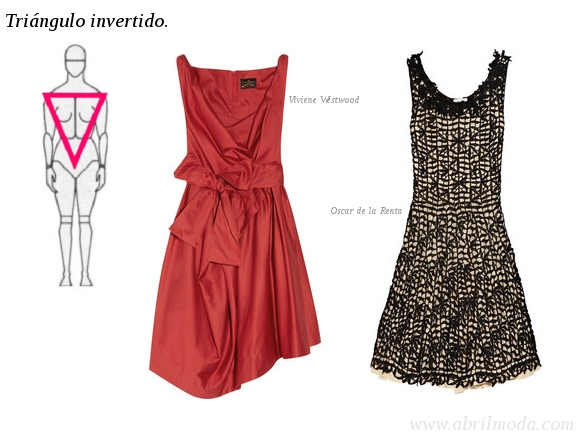 Triángulo invertido.
Viviene Westwood
Oscar de la Renta
www.abrilmoda.com